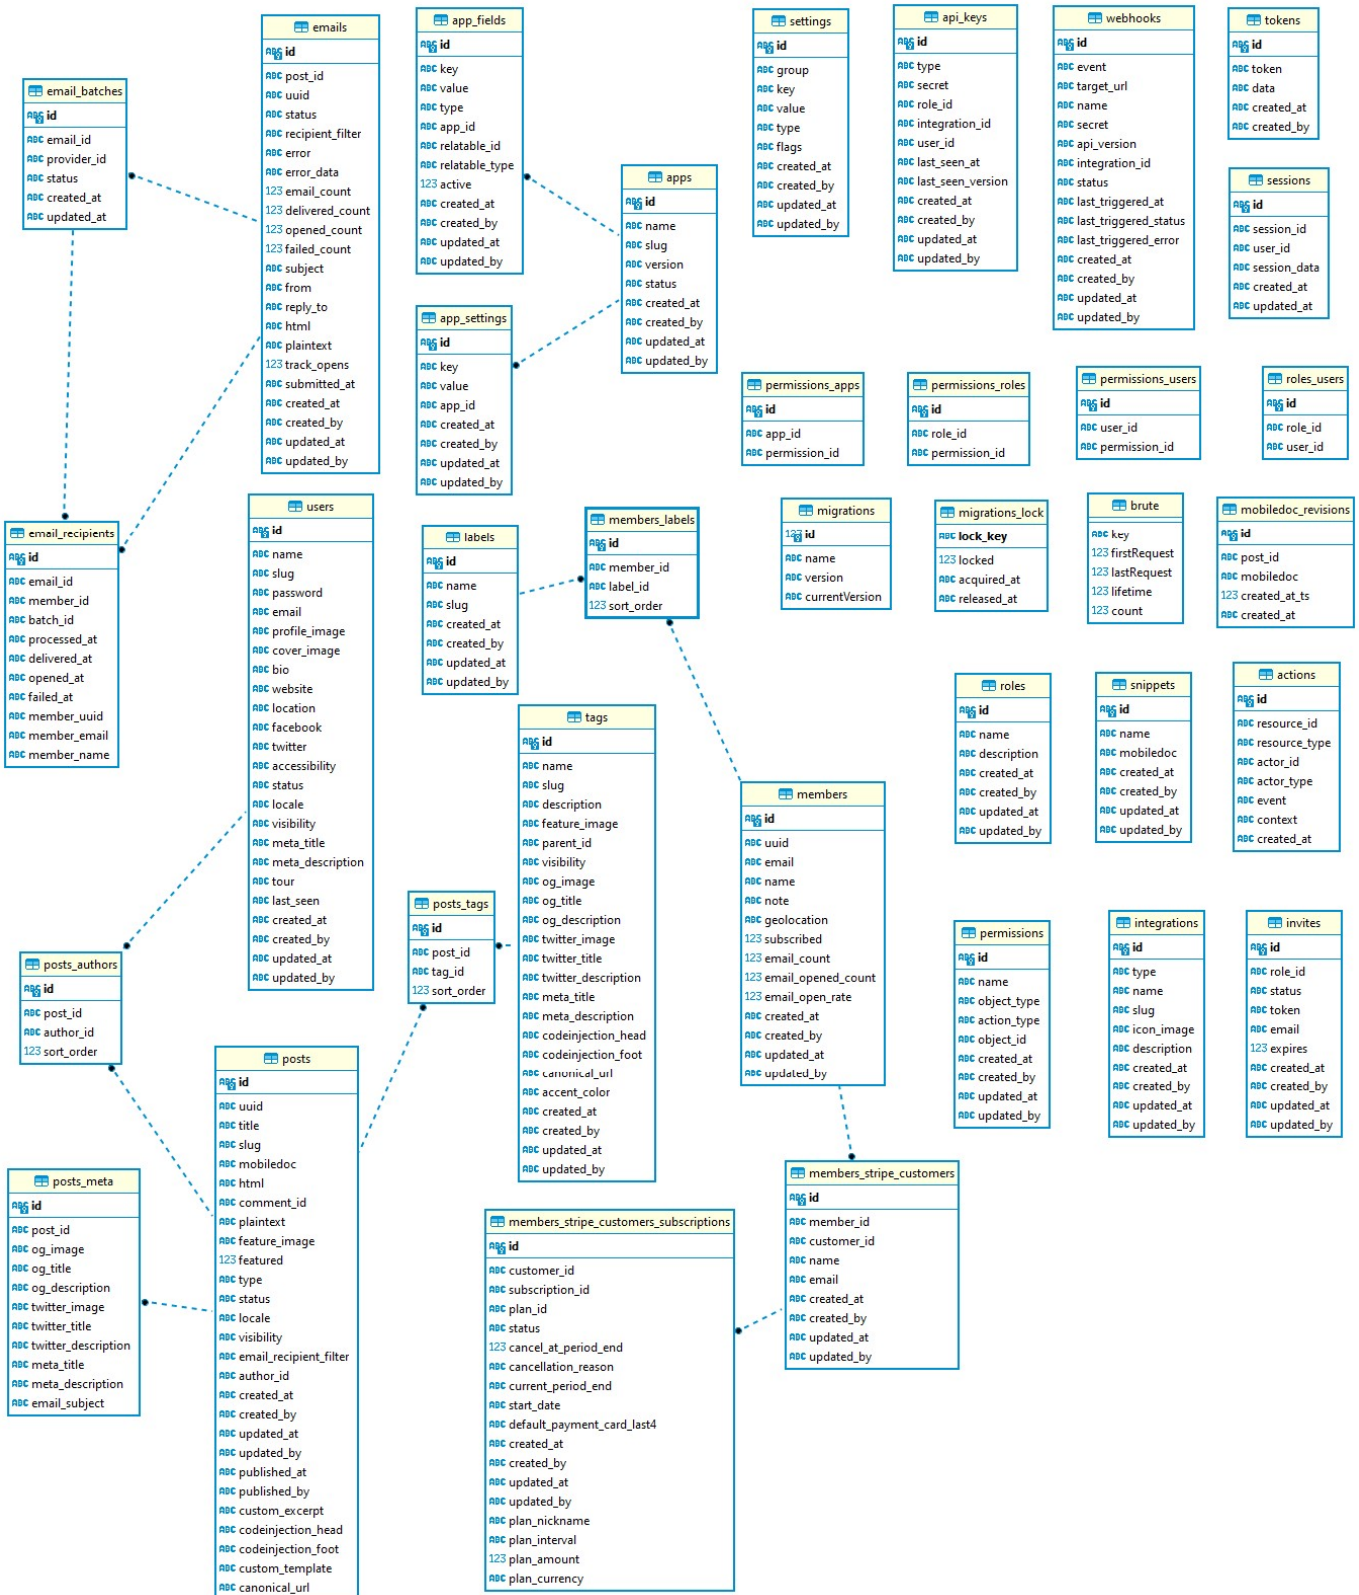 emails
id
post_id
uuid
status
recipient_filter
error
error_data
email_count
delivered_count
opened_count
failed_count
subject
from
reply_to
html
plaintext
track_opens
submitted_at
created_at
created_by
updated_at
updated_by
app_fields
id
key
value
type
app_id
relatable_id
relatable_type
active
created_at
created_by
updated_at
updated_by
settings
id
group
key
value
type
flags
created_at
created_by
updated_at
updated_by
api_keys
id
type
secret
role_id
integration_id
user_id
last_seen_at
last_seen_version
created_at
created_by
updated_at
updated_by
webhooks
id
event
target_url
name
secret
api_version
integration_id
status
last_triggered_at
last_triggered_status
last_triggered_error
created_at
created_by
updated_at
updated_by
tokens
id
token
data
created_at
created_by
email_batches
id
email_id
provider_id
status
created_at
updated_at
apps
id
name
slug
version
status
created_at
created_by
updated_at
updated_by
sessions
id
session_id
user_id
session_data
created_at
updated_at
app_settings
id
key
value
app_id
created_at
created_by
updated_at
updated_by
permissions_apps
id
app_id
permission_id
permissions_roles
id
role_id
permission_id
permissions_users
id
user_id
permission_id
roles_users
id
role_id
user_id
email_recipients
id
email_id
member_id
batch_id
processed_at
delivered_at
opened_at
failed_at
member_uuid
member_email
member_name
users
id
name
slug
password
email
profile_image
cover_image
bio
website
location
facebook
twitter
accessibility
status
locale
visibility
meta_title
meta_description
tour
last_seen
created_at
created_by
updated_at
updated_by
labels
id
name
slug
created_at
created_by
updated_at
updated_by
members_labels
id
member_id
label_id
sort_order
migrations
id
name
version
currentVersion
migrations_lock
lock_key
locked
acquired_at
released_at
brute
key
firstRequest
lastRequest
lifetime
count
mobiledoc_revisions
id
post_id
mobiledoc
created_at_ts
created_at
tags
id
name
slug
description
feature_image
parent_id
visibility
og_image
og_title
og_description
twitter_image
twitter_title
twitter_description
meta_title
meta_description
codeinjection_head
codeinjection_foot
canonical_url
accent_color
created_at
created_by
updated_at
updated_by
roles
id
name
description
created_at
created_by
updated_at
updated_by
snippets
id
name
mobiledoc
created_at
created_by
updated_at
updated_by
actions
id
resource_id
resource_type
actor_id
actor_type
event
context
created_at
members
id
uuid
email
name
note
geolocation
subscribed
email_count
email_opened_count
email_open_rate
created_at
created_by
updated_at
updated_by
posts_tags
id
post_id
tag_id
sort_order
posts_authors
id
post_id
author_id
sort_order
permissions
id
name
object_type
action_type
object_id
created_at
created_by
updated_at
updated_by
integrations
id
type
name
slug
icon_image
description
created_at
created_by
updated_at
updated_by
invites
id
role_id
status
token
email
expires
created_at
created_by
updated_at
updated_by
posts
id
uuid
title
slug
mobiledoc
html
comment_id
plaintext
feature_image
featured
type
status
locale
visibility
email_recipient_filter
author_id
created_at
created_by
updated_at
updated_by
published_at
published_by
custom_excerpt
codeinjection_head
codeinjection_foot
custom_template
canonical_url
posts_meta
id
post_id
og_image
og_title
og_description
twitter_image
twitter_title
twitter_description
meta_title
meta_description
email_subject
members_stripe_customers
id
member_id
customer_id
name
email
created_at
created_by
updated_at
updated_by
members_stripe_customers_subscriptions
id
customer_id
subscription_id
plan_id
status
cancel_at_period_end
cancellation_reason
current_period_end
start_date
default_payment_card_last4
created_at
created_by
updated_at
updated_by
plan_nickname
plan_interval
plan_amount
plan_currency